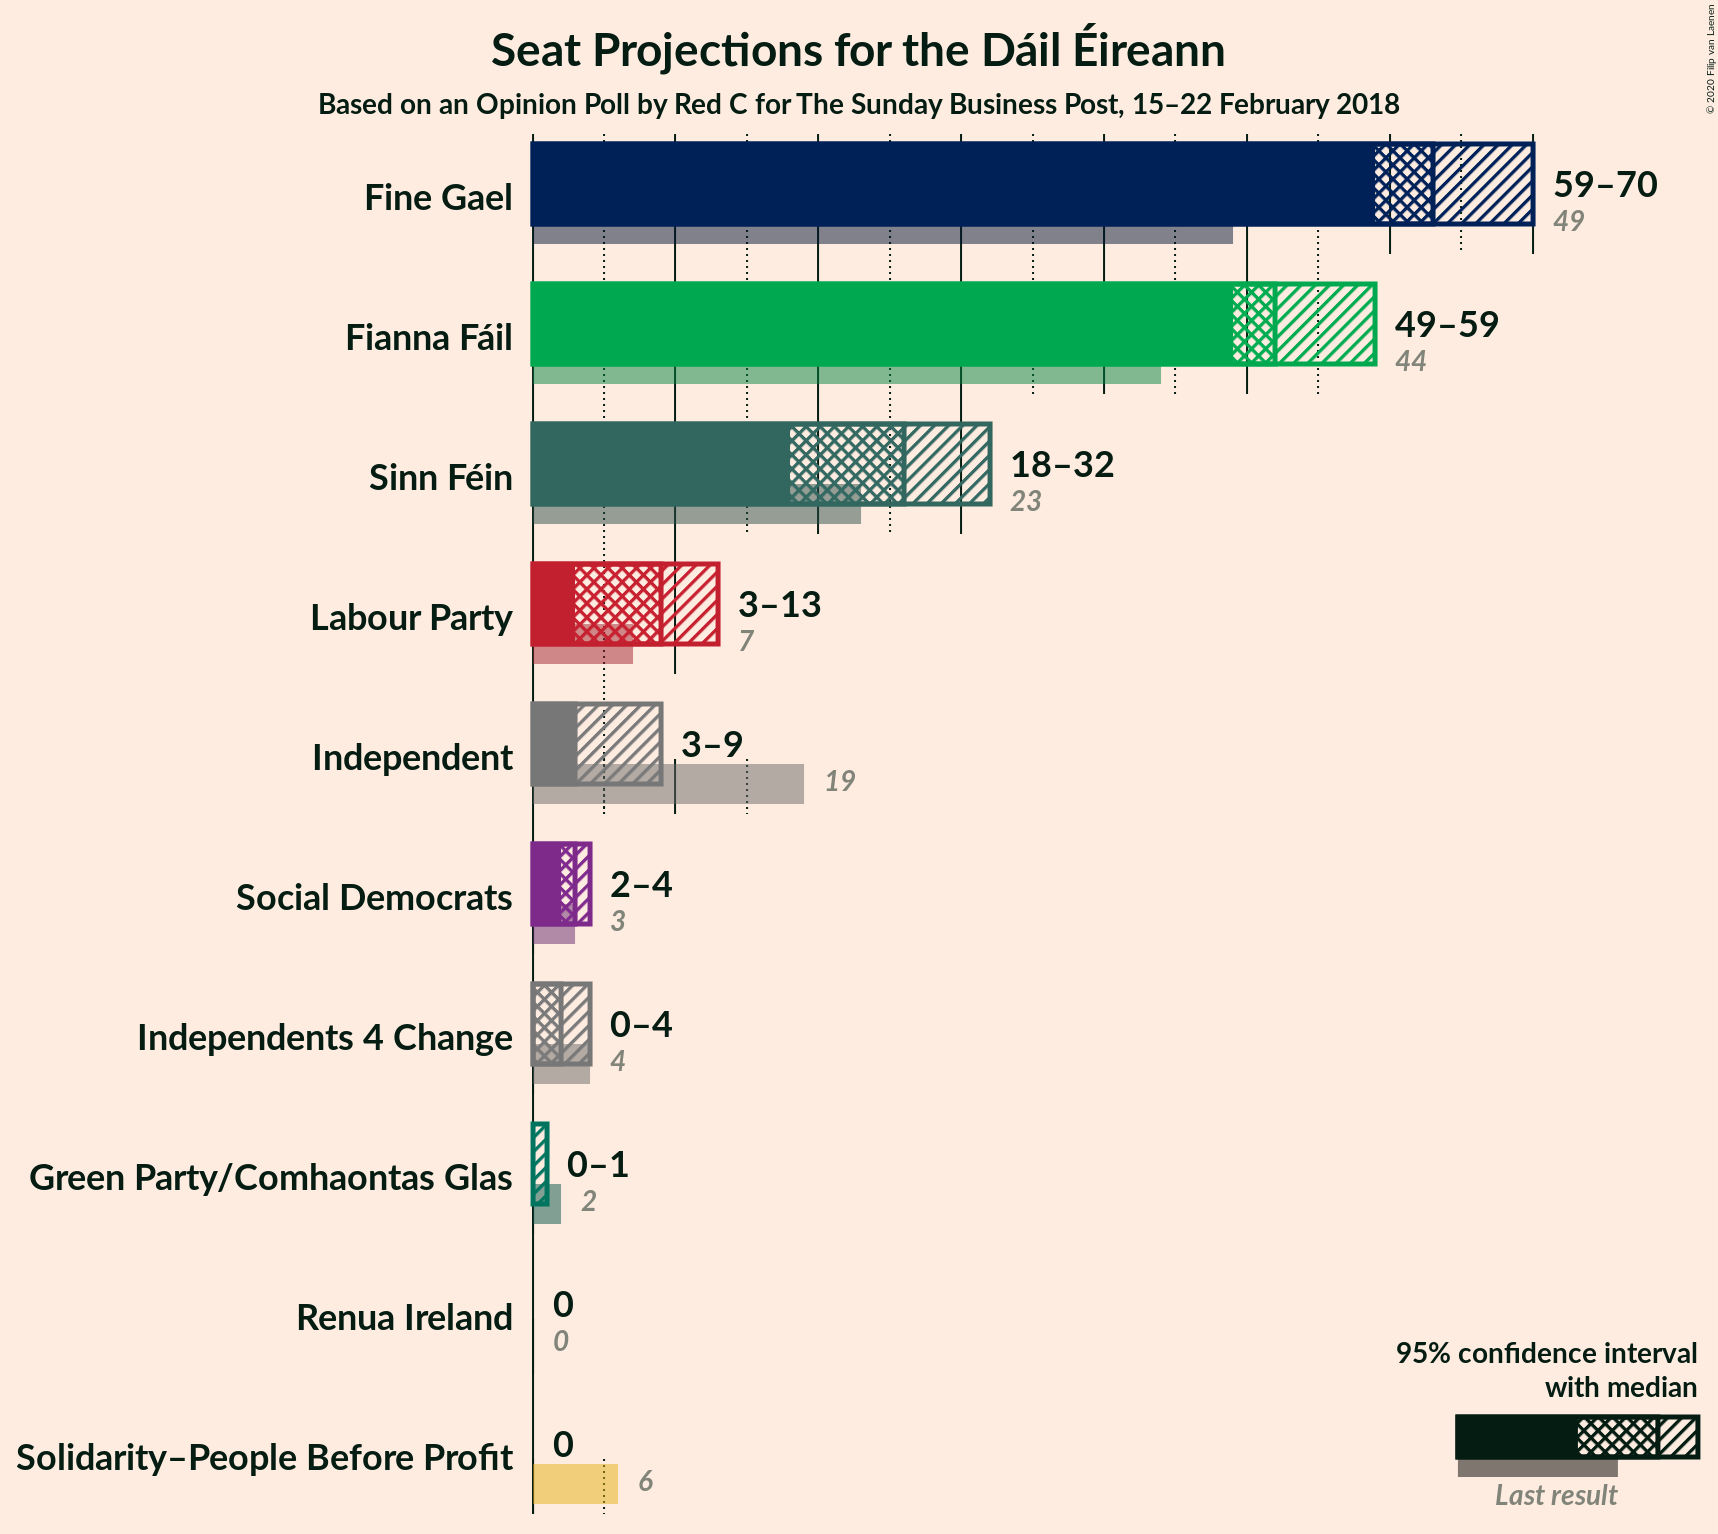 Seat Projections for the Dáil Éireann
Based on an Opinion Poll by Red C for The Sunday Business Post, 15–22 February 2018
© 2020 Filip van Laenen
Fine Gael
59–70
49
Fianna Fáil
49–59
44
Sinn Féin
18–32
23
Labour Party
3–13
7
Independent
3–9
19
Social Democrats
2–4
3
Independents 4 Change
0–4
4
Green Party/Comhaontas Glas
0–1
2
Renua Ireland
0
0
Solidarity–People Before Profit
0
6
95% confidence interval
with median
Last result